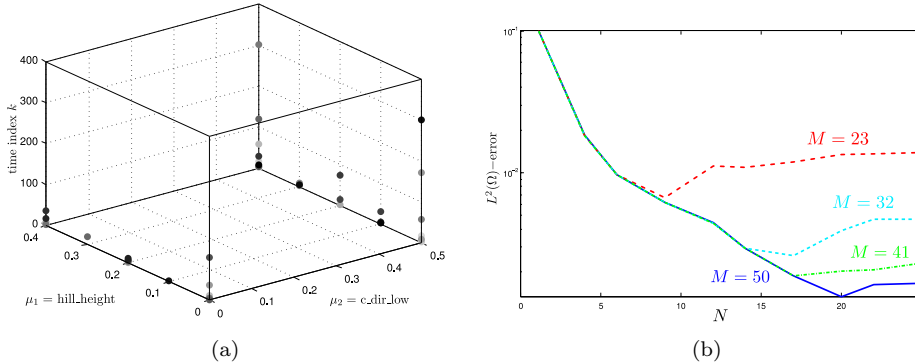 400
300
200
100
0
time index k
0.4
0.3
0.2
0.1
0
μ₁ = hill_height
0
0.1
0.2
0.3
0.4
0.5
μ₂ = c_dir_low
(a)
10⁻¹
10⁻²
L²(Ω)−error
M = 23
M = 32
M = 41
M = 50
0
5
10
15
20
N
(b)